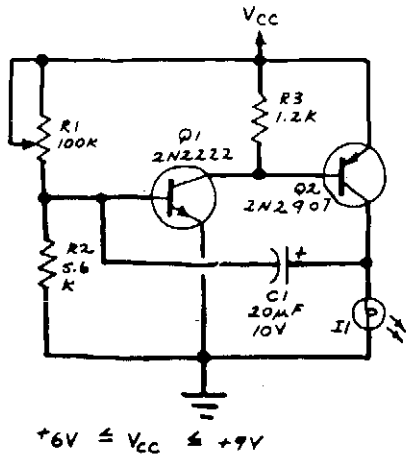 VCC
R1
100K
Q1
2N2222
R3
1.2K
Q2
2N2907
R2
5.6
K
+
C1
20µF
10V
I1
+6V ≤ VCC ≤ +9V